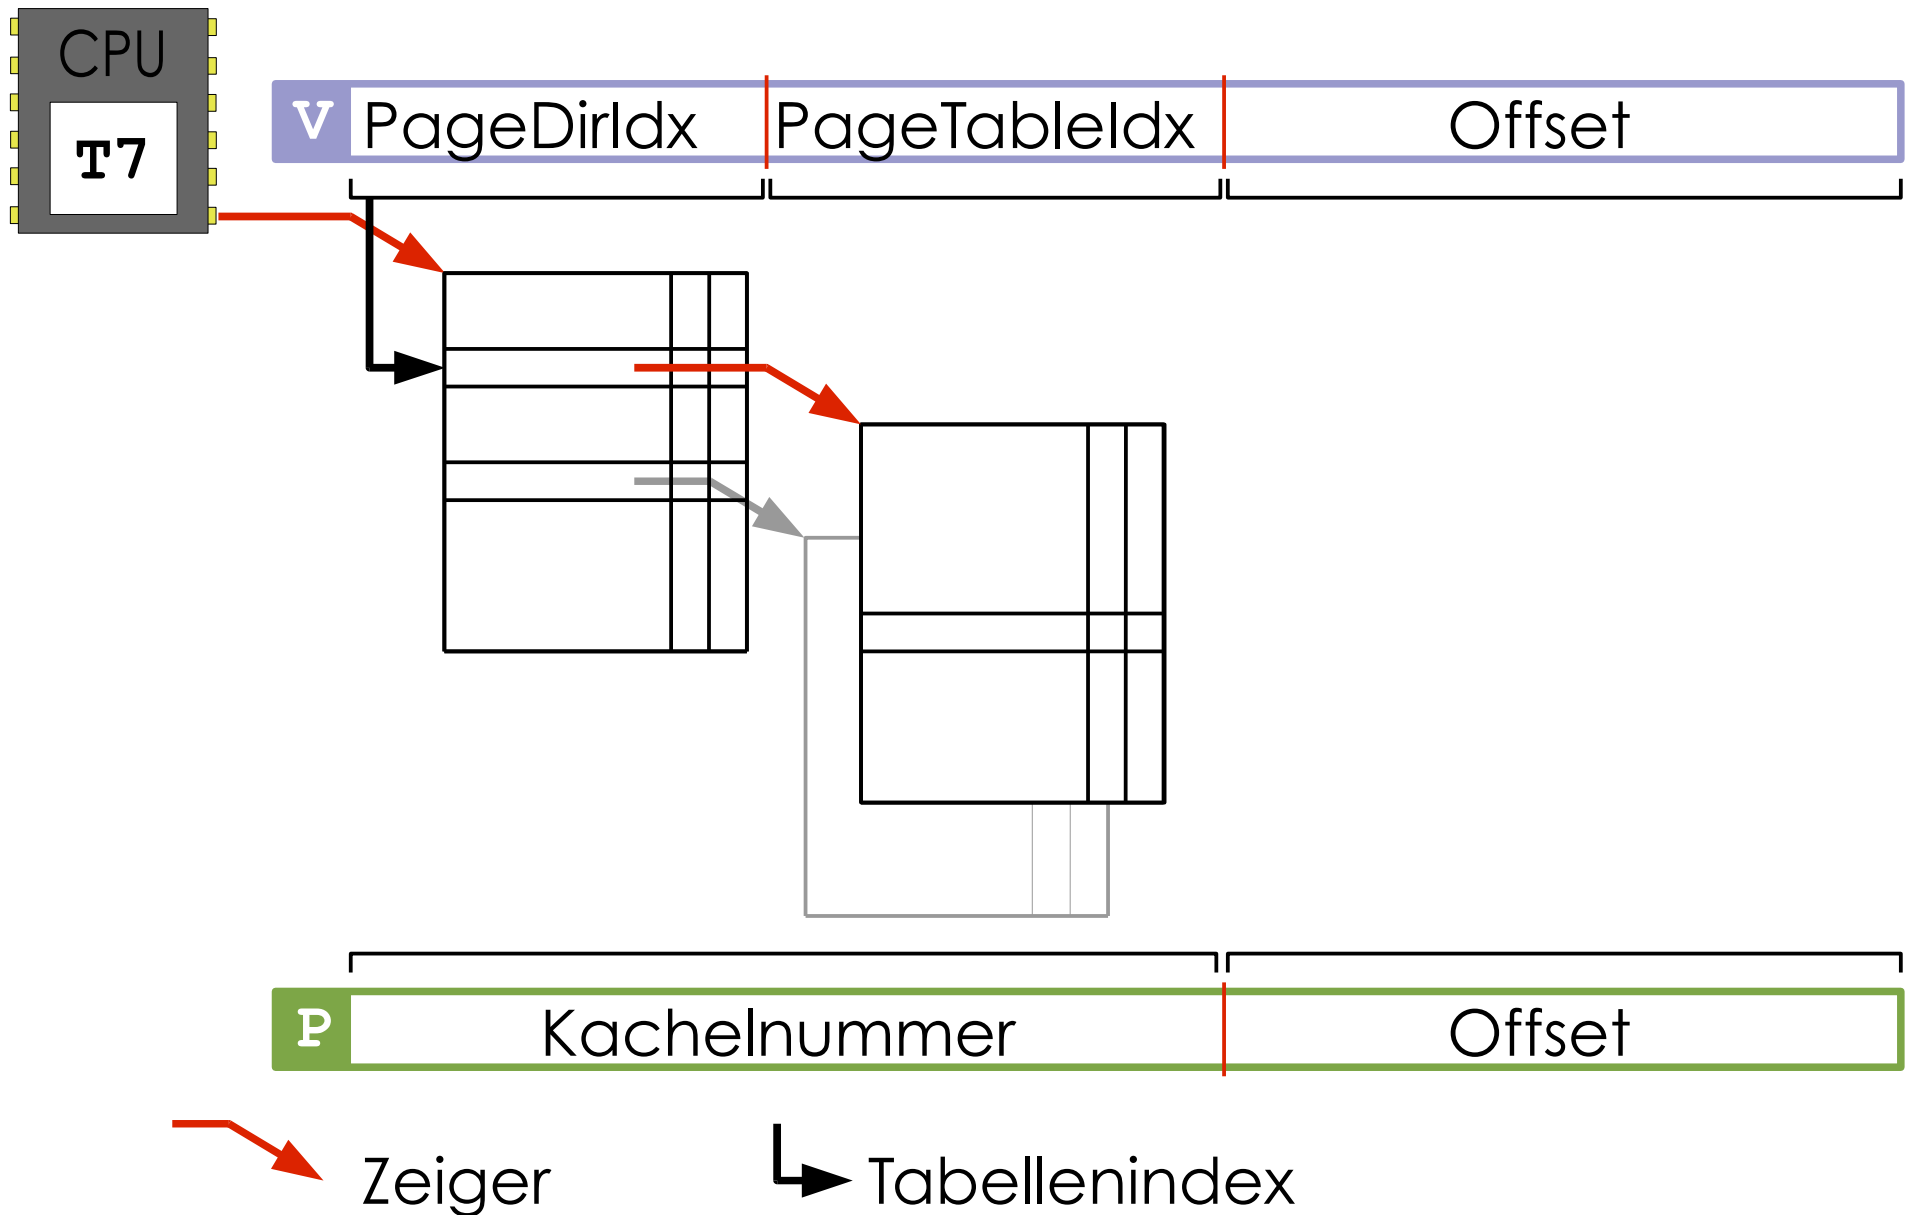 CPU
T7
V PageDirIdx PageTableIdx Offset
P Kachelnummer Offset
Zeiger Tabellenindex